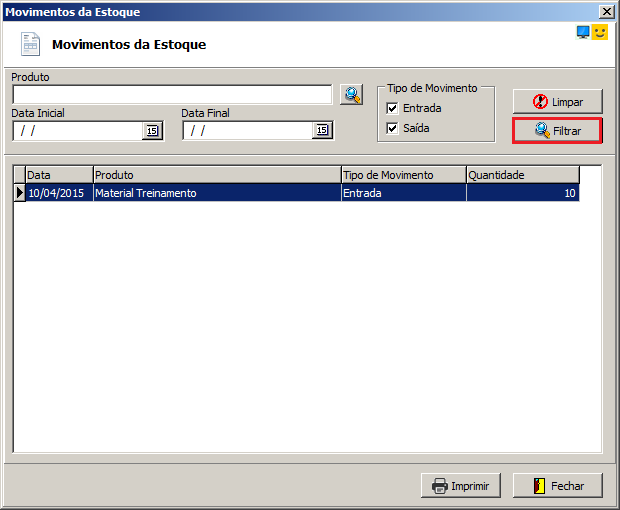 Movimentos da Estoque
Movimentos da Estoque
Produto
Tipo de Movimento
Entrada
Saída
Limpar
Data Inicial
Data Final
/ / 15
/ / 15
Filtrar
Data Produto Tipo de Movimento Quantidade
10/04/2015 Material Treinamento Entrada 10
Imprimir
Fechar